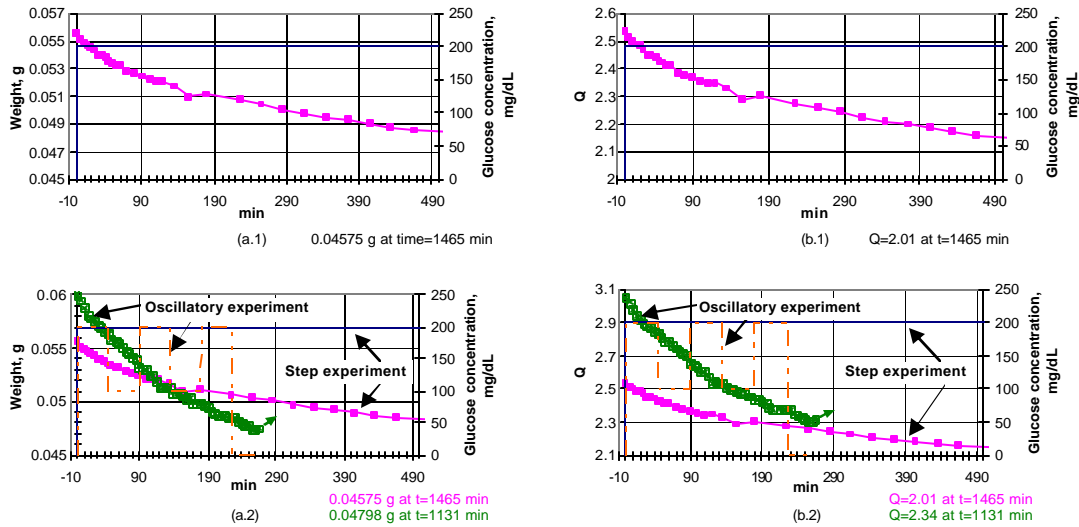 0.057
0.055
0.053
0.051
0.049
0.047
0.045
Weight, g
250
200
150
100
50
0
Glucose concentration,
mg/dL
-10 90 190 290 390 490
min
(a.1) 0.04575 g at time=1465 min
2.6
2.5
2.4
2.3
2.2
2.1
2
Q
250
200
150
100
50
0
Glucose concentration,
mg/dL
-10 90 190 290 390 490
min
(b.1) Q=2.01 at t=1465 min
0.06
0.055
0.05
0.045
Weight, g
Oscillatory experiment
Step experiment
250
200
150
100
50
0
Glucose concentration,
mg/dL
-10 90 190 290 390 490
min
0.04575 g at t=1465 min
(a.2) 0.04798 g at t=1131 min
3.1
2.9
2.7
2.5
2.3
2.1
Q
Oscillatory experiment
Step experiment
250
200
150
100
50
0
Glucose concentration,
mg/dL
-10 90 190 290 390 490
min
Q=2.01 at t=1465 min
(b.2) Q=2.34 at t=1131 min